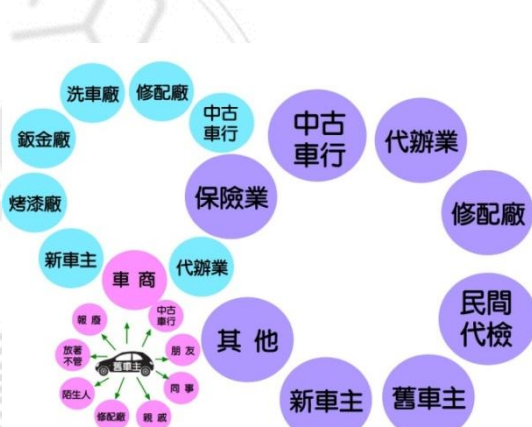 洗車廠
修配廠
中古
車行
鈑金廠
烤漆廠
新車主
車 商
代辦業
保險業
中古
車行
代辦業
修配廠
民間
代檢
舊車主
新車主
其 他
報 廢
中古
車行
放著
不管
朋 友
舊車主
陌生人
同 事
修配廠
親 戚